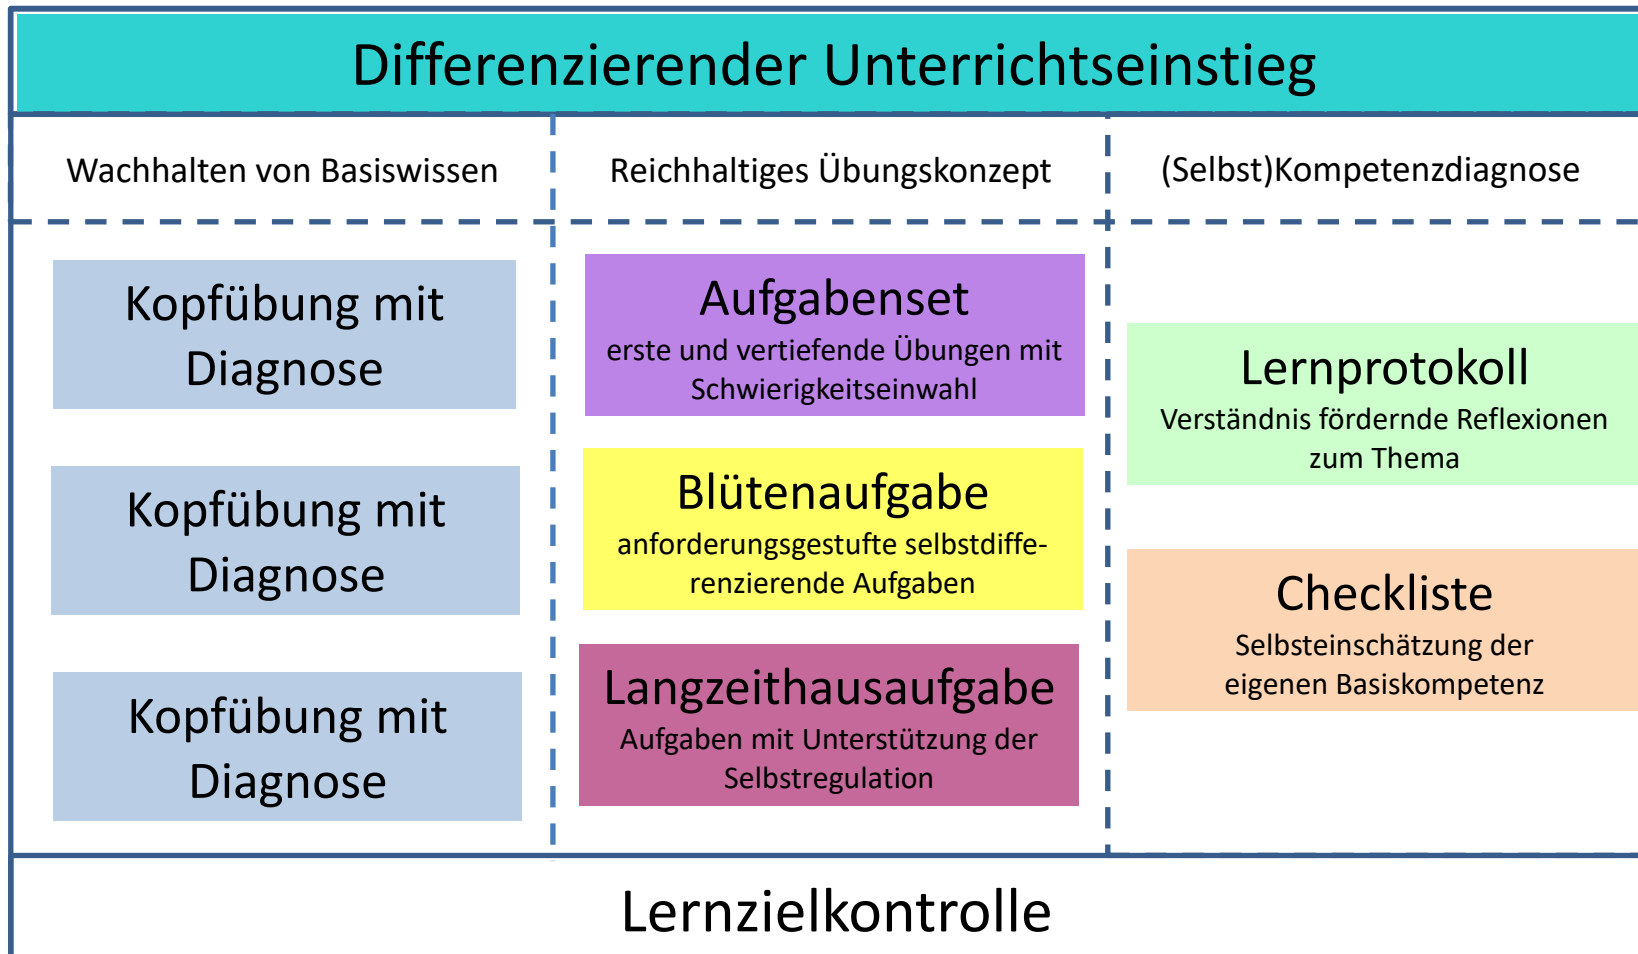 Differenzierender Unterrichtseinstieg
Wachhalten von Basiswissen
Reichhaltiges Übungskonzept
(Selbst)Kompetenzdiagnose
Kopfübung mit
Diagnose
Kopfübung mit
Diagnose
Kopfübung mit
Diagnose
Aufgabenset
erste und vertiefende Übungen mit
Schwierigkeitseinwahl
Blütenaufgabe
anforderungsgestufte selbstdiffe-
renzierende Aufgaben
Langzeithausaufgabe
Aufgaben mit Unterstützung der
Selbstregulation
Lernprotokoll
Verständnis fördernde Reflexionen
zum Thema
Checkliste
Selbsteinschätzung der
eigenen Basiskompetenz
Lernzielkontrolle